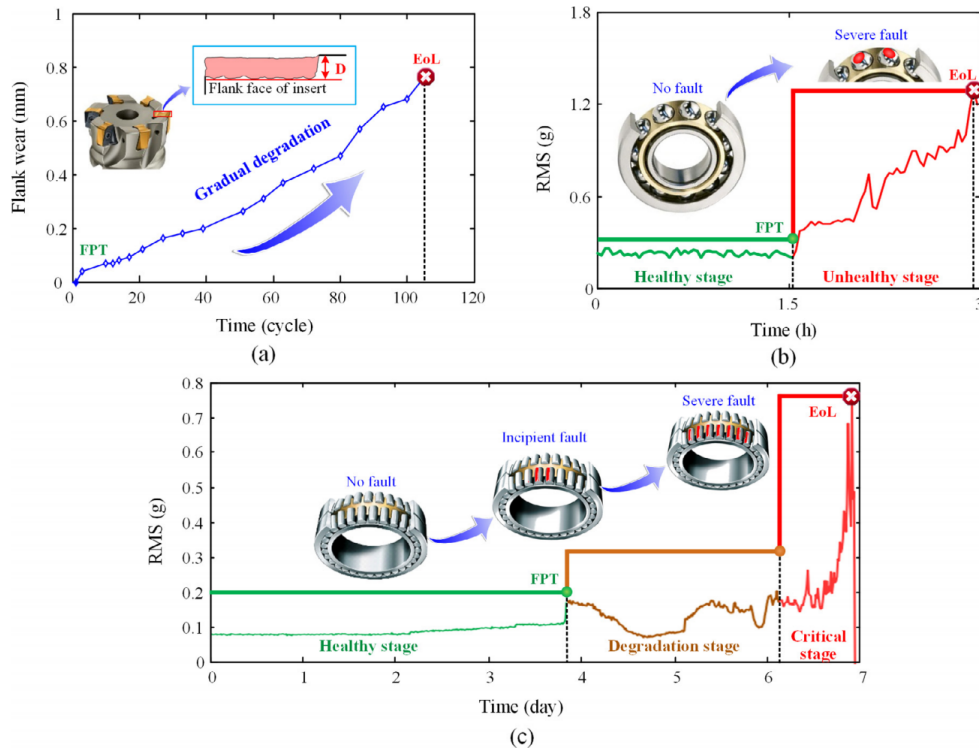 1
0.8
0.6
0.4
0.2
0
Flank wear (mm)
EoL
D
Flank face of insert
Gradual degradation
FPT
0 20 40 60 80 100 120
Time (cycle)
(a)
1.8
1.2
0.6
0
RMS (g)
Severe fault
No fault
EoL
FPT
Healthy stage
Unhealthy stage
0 1.5 3
Time (h)
(b)
0.8
0.7
0.6
0.5
0.4
0.3
0.2
0.1
0
RMS (g)
Severe fault
Incipient fault
No fault
EoL
FPT
Healthy stage
Degradation stage
Critical
stage
0 1 2 3 4 5 6 7
Time (day)
(c)